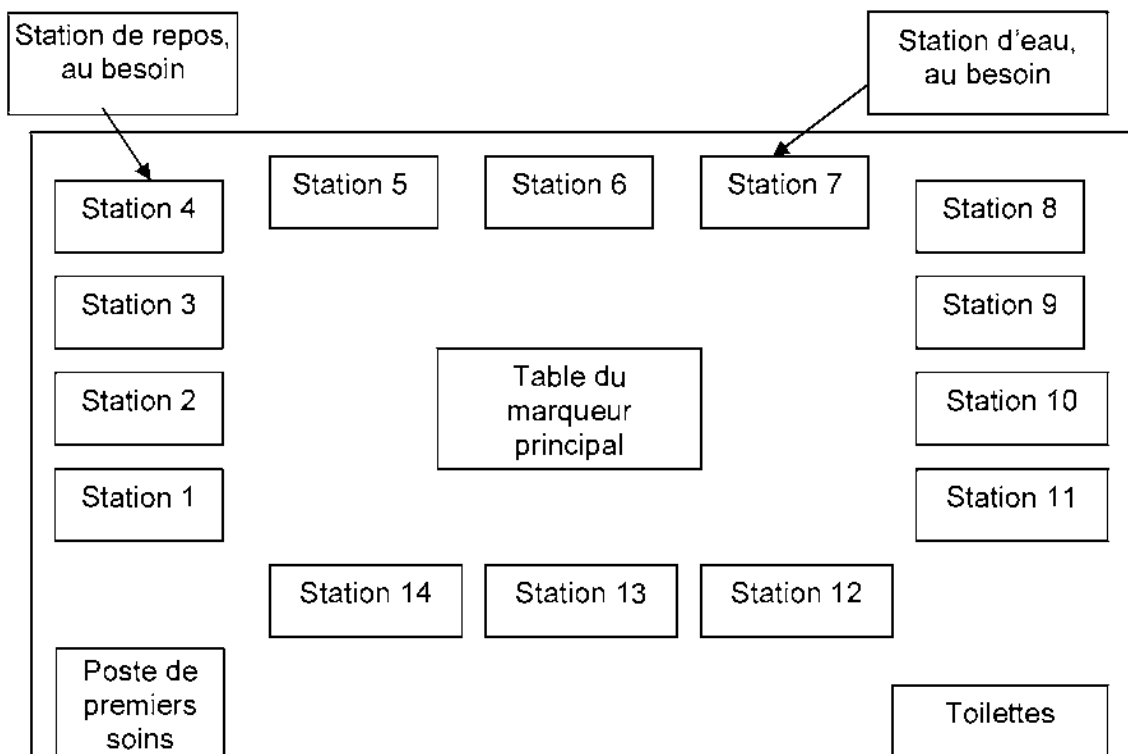 Station de repos,
au besoin
Station d'eau,
au besoin
Station 4
Station 5
Station 6
Station 7
Station 8
Station 3
Station 9
Table du
marqueur
principal
Station 2
Station 10
Station 1
Station 11
Station 14
Station 13
Station 12
Poste de
premiers
soins
Toilettes